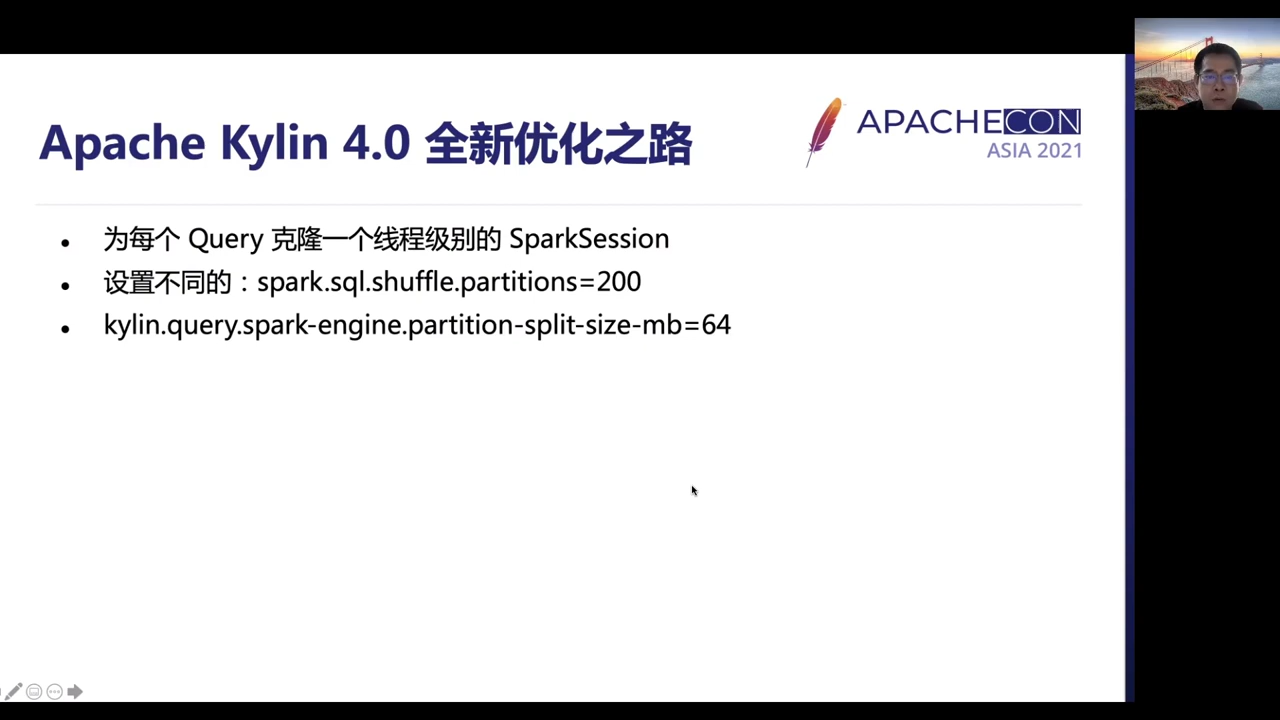 Apache Kylin 4.0 全新优化之路
APACHECON
ASIA 2021
为每个 Query 克隆一个线程级别的 SparkSession
设置不同的：spark.sql.shuffle.partitions=200
kylin.query.spark-engine.partition-split-size-mb=64